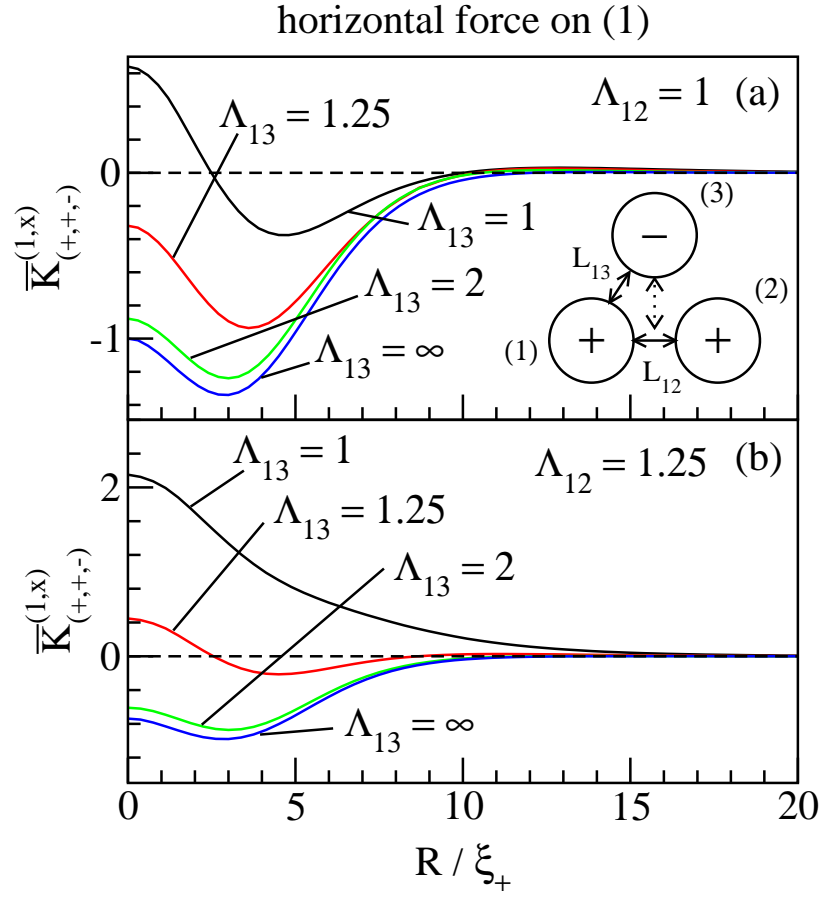 horizontal force on (1)
Λ₁₃ = 1.25
Λ₁₂ = 1
(a)
0
(3)
−
Λ₁₃ = 1
K̅₍₊,₊,₋₎⁽¹,ˣ⁾
L₁₃
Λ₁₃ = 2
(2)
-1
Λ₁₃ = ∞
(1)
+
+
L₁₂
Λ₁₃ = 1
Λ₁₂ = 1.25
(b)
2
Λ₁₃ = 1.25
Λ₁₃ = 2
K̅₍₊,₊,₋₎⁽¹,ˣ⁾
0
Λ₁₃ = ∞
0 5 10 15 20
R / ξ₊